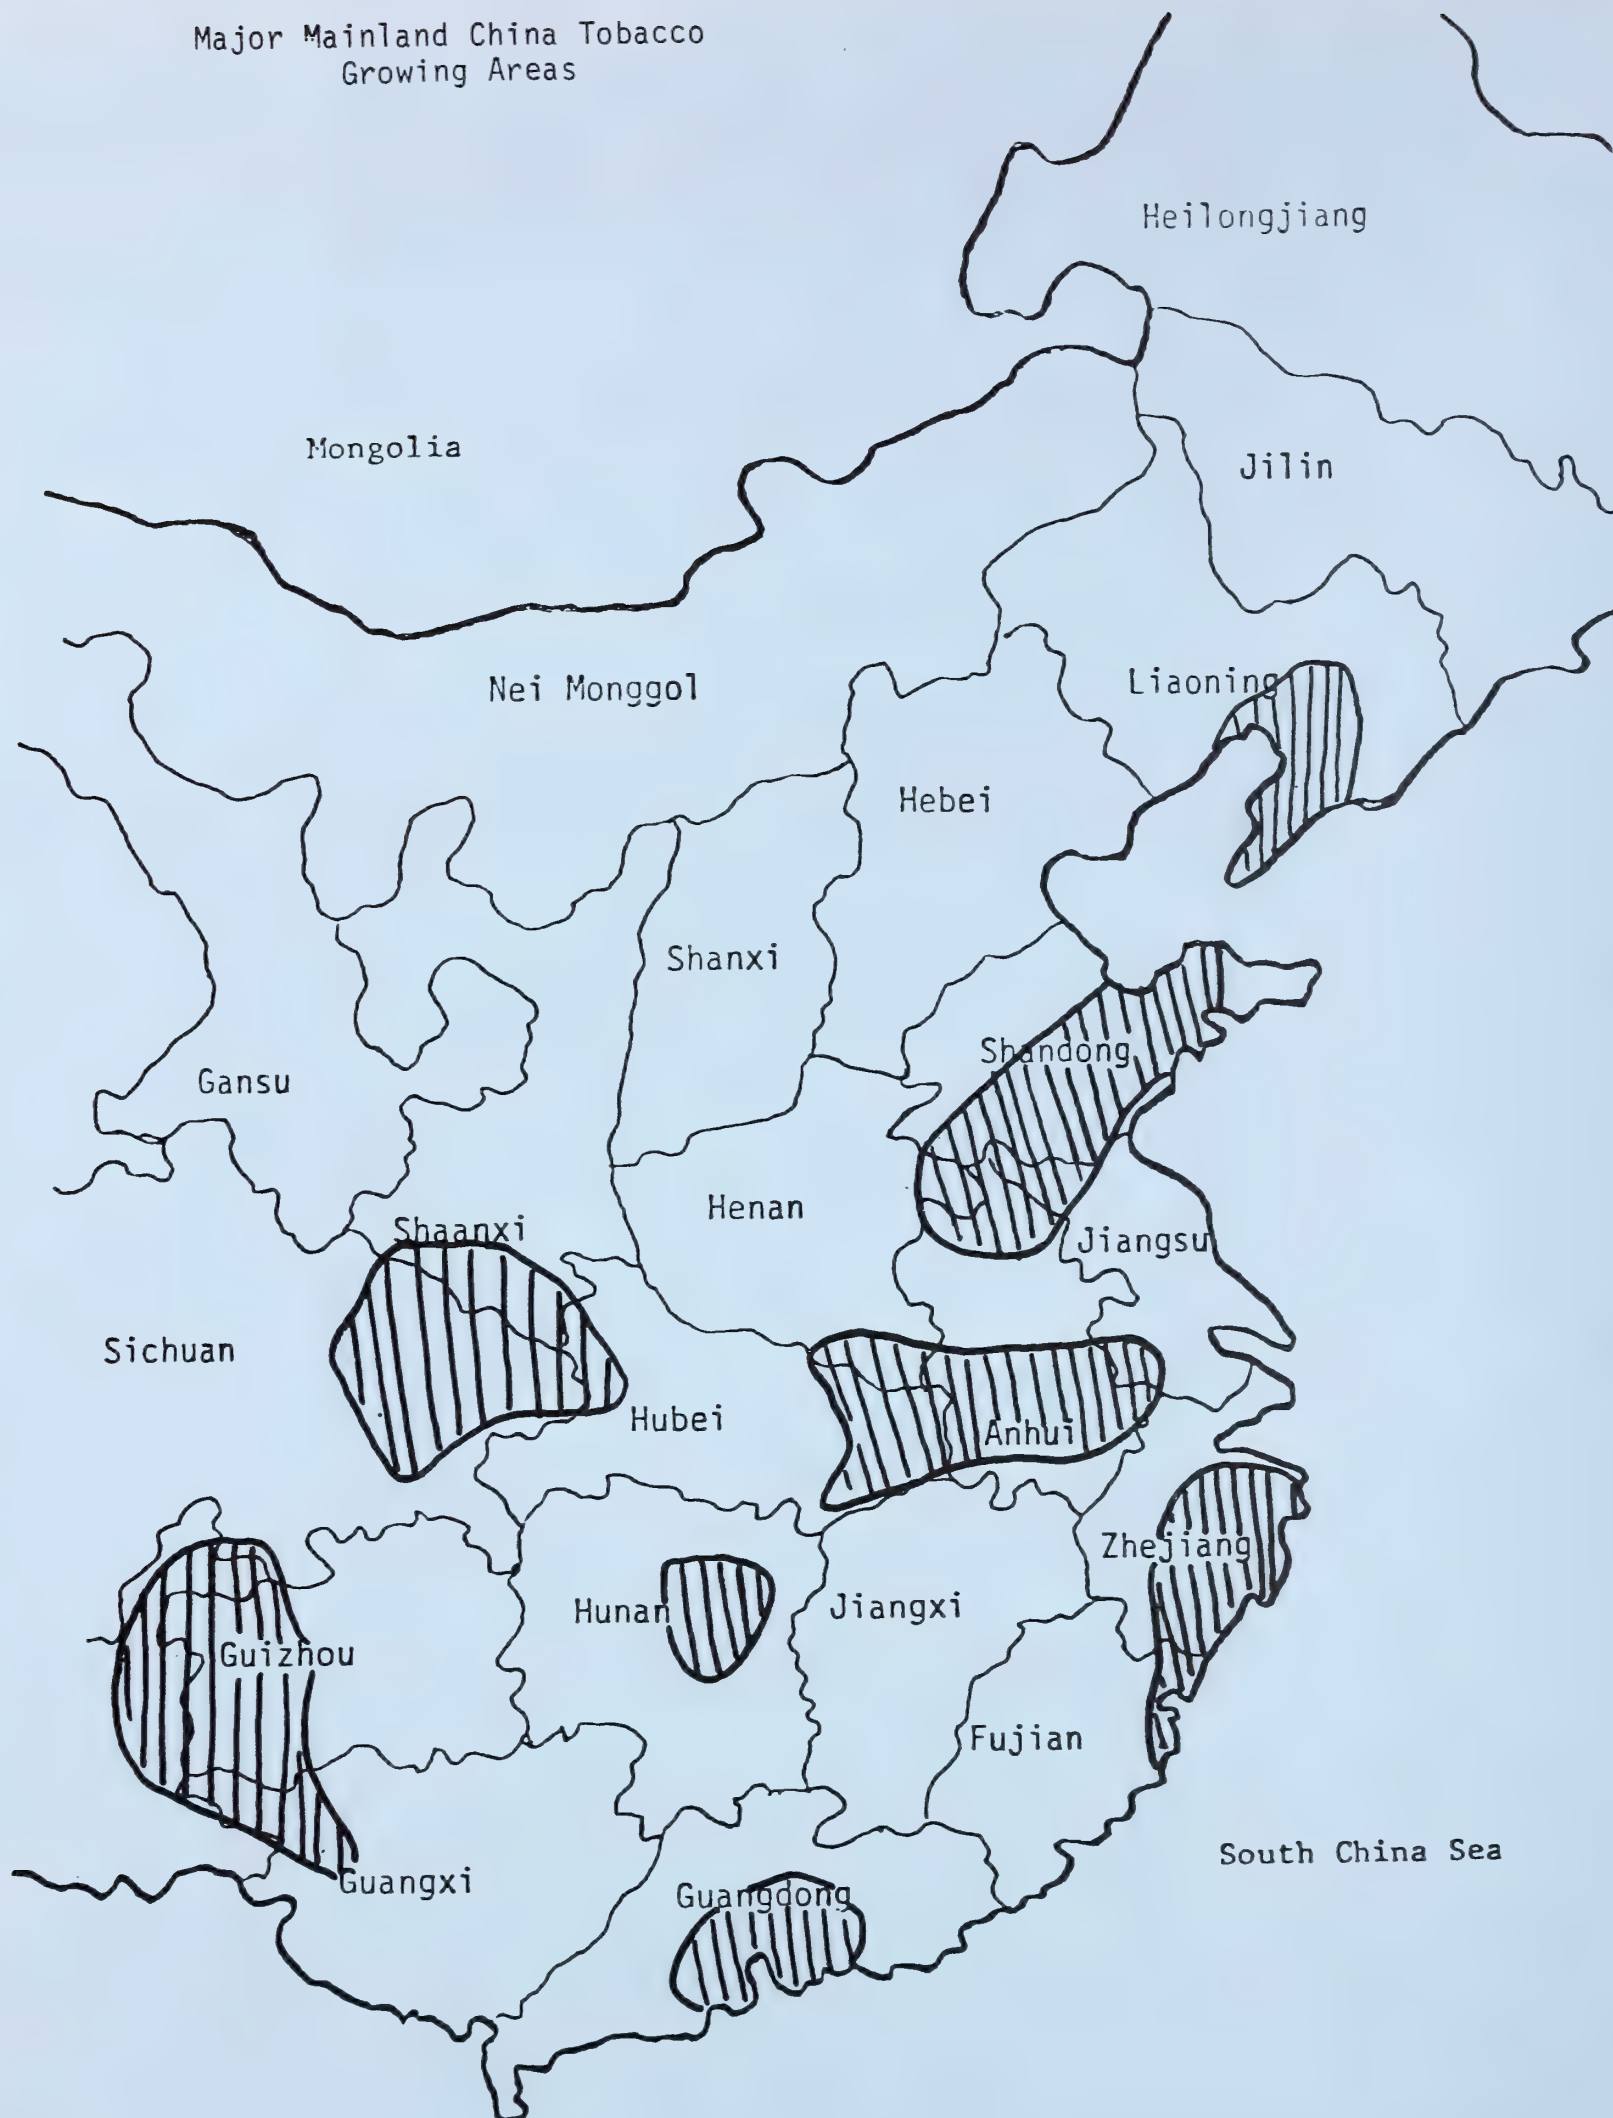 Major Mainland China Tobacco
Growing Areas
Heilongjiang
Mongolia
Jilin
Nei Monggol
Liaoning
Hebei
Shanxi
Shandong
Gansu
Henan
Shaanxi
Jiangsu
Sichuan
Hubei
Anhui
Zhejiang
Hunan
Jiangxi
Guizhou
Fujian
South China Sea
Guangxi
Guangdong